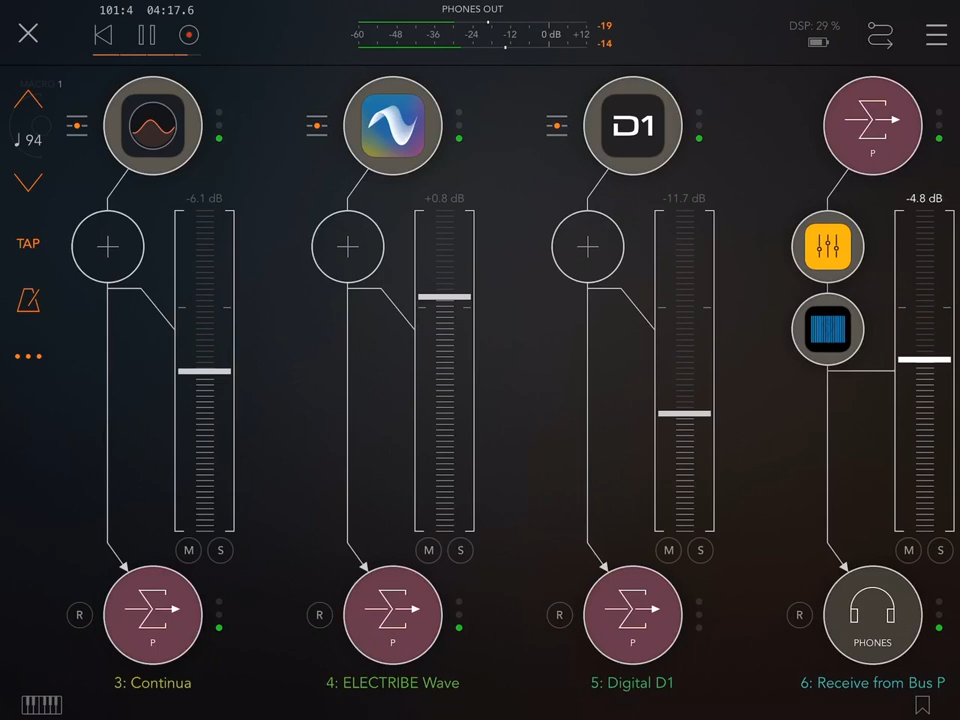 PHONES OUT
101:4 04:17.6
-60 -48 -36 -24 -12 0 dB +12
-19
-14
DSP: 29 %
MACRO 1
♩ 94
TAP
D1
P
-6.1 dB
+0.8 dB
-11.7 dB
-4.8 dB
M S
M S
M S
M S
R
P
R
P
R
P
R
PHONES
3: Continua
4: ELECTRIBE Wave
5: Digital D1
6: Receive from Bus P